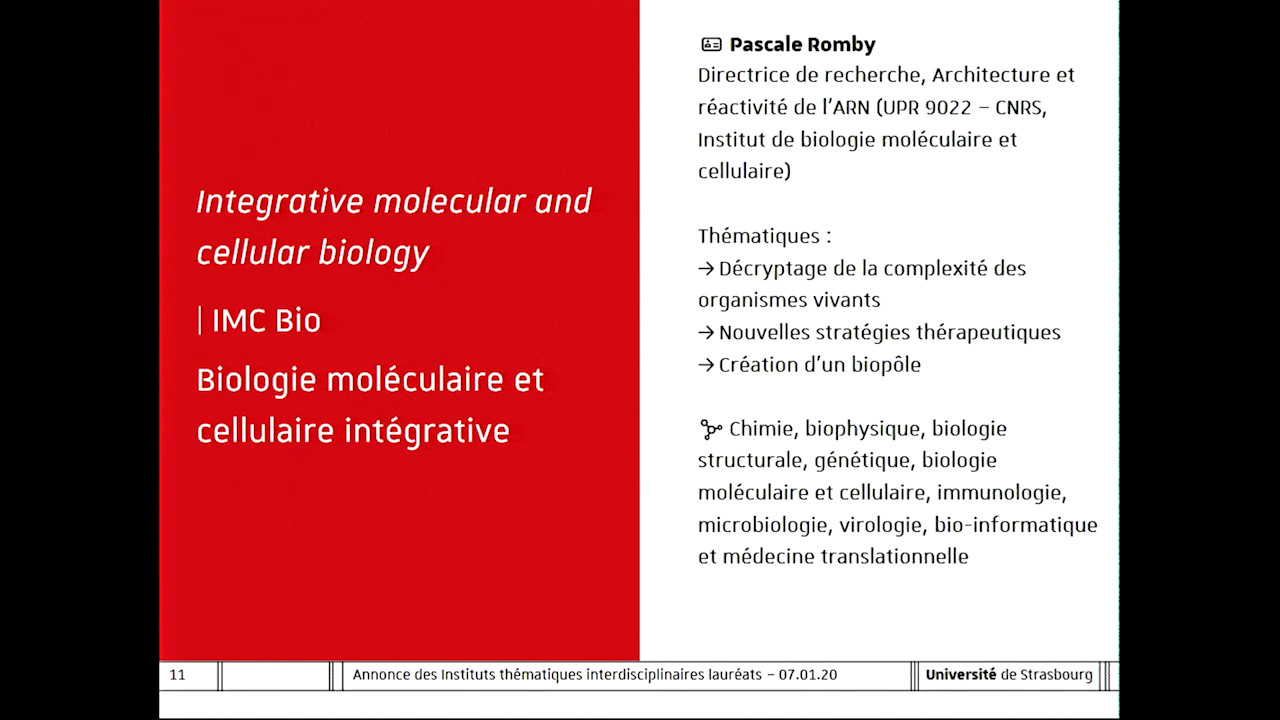 Integrative molecular and
cellular biology
| IMC Bio
Biologie moléculaire et
cellulaire intégrative
Pascale Romby
Directrice de recherche, Architecture et
réactivité de l'ARN (UPR 9022 – CNRS,
Institut de biologie moléculaire et
cellulaire)
Thématiques :
→ Décryptage de la complexité des
organismes vivants
→ Nouvelles stratégies thérapeutiques
→ Création d'un biopôle
Chimie, biophysique, biologie
structurale, génétique, biologie
moléculaire et cellulaire, immunologie,
microbiologie, virologie, bio-informatique
et médecine translationnelle
11
Annonce des Instituts thématiques interdisciplinaires lauréats – 07.01.20
Université de Strasbourg